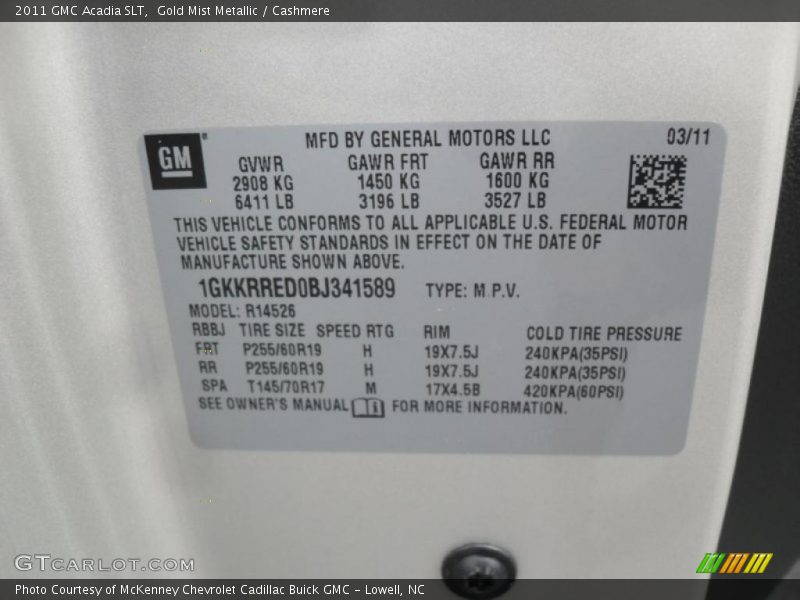 2011 GMC Acadia SLT, Gold Mist Metallic / Cashmere
GM
MFD BY GENERAL MOTORS LLC 03/11
GVWR GAWR FRT GAWR RR
2908 KG 1450 KG 1600 KG
6411 LB 3196 LB 3527 LB
THIS VEHICLE CONFORMS TO ALL APPLICABLE U.S. FEDERAL MOTOR
VEHICLE SAFETY STANDARDS IN EFFECT ON THE DATE OF
MANUFACTURE SHOWN ABOVE.
1GKKRRED0BJ341589 TYPE: M.P.V.
MODEL: R14526
RBBJ TIRE SIZE SPEED RTG RIM COLD TIRE PRESSURE
FRT P255/60R19 H 19X7.5J 240KPA(35PSI)
RR P255/60R19 H 19X7.5J 240KPA(35PSI)
SPA T145/70R17 M 17X4.5B 420KPA(60PSI)
SEE OWNER'S MANUAL FOR MORE INFORMATION.
GTCARLOT.COM
Photo Courtesy of McKenney Chevrolet Cadillac Buick GMC - Lowell, NC